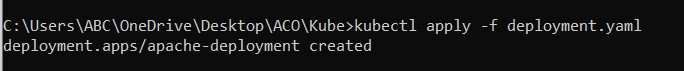 C:\Users\ABC\OneDrive\Desktop\ACO\Kube>kubectl apply -f deployment.yaml
deployment.apps/apache-deployment created